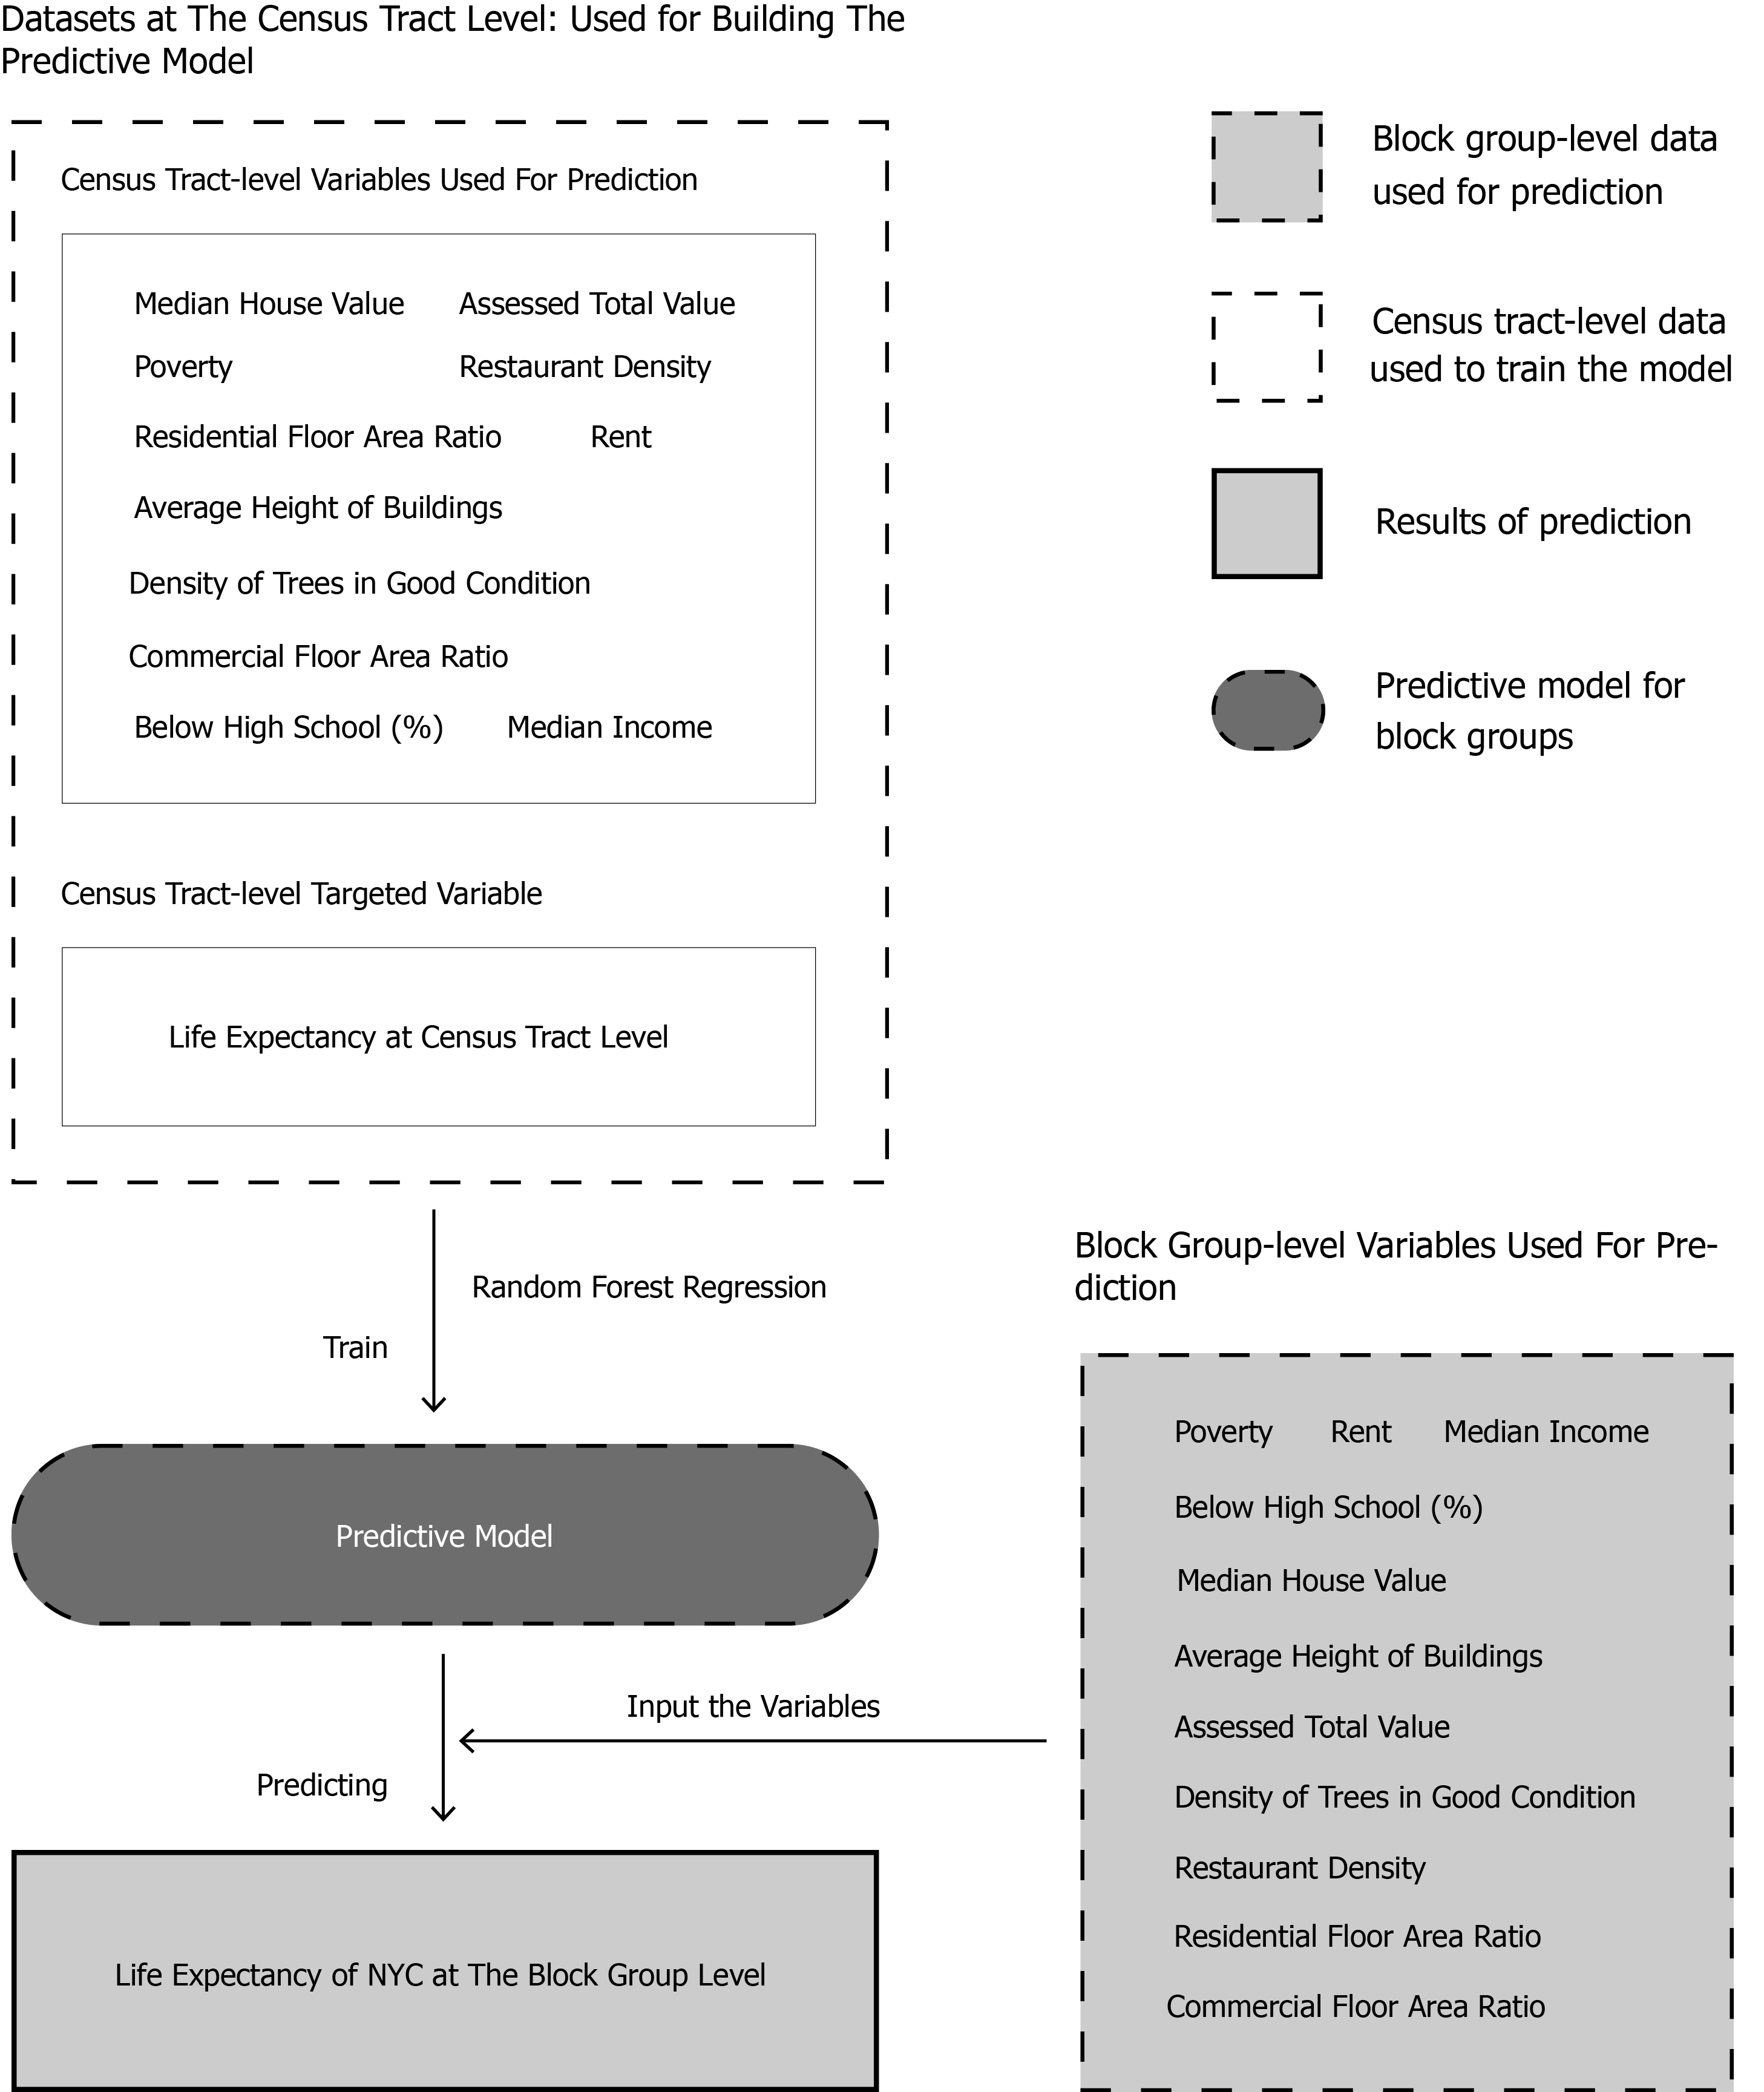 Datasets at The Census Tract Level: Used for Building The
Predictive Model
Census Tract-level Variables Used For Prediction
Median House Value Assessed Total Value
Poverty Restaurant Density
Residential Floor Area Ratio Rent
Average Height of Buildings
Density of Trees in Good Condition
Commercial Floor Area Ratio
Below High School (%) Median Income
Census Tract-level Targeted Variable
Life Expectancy at Census Tract Level
Block group-level data
used for prediction
Census tract-level data
used to train the model
Results of prediction
Predictive model for
block groups
Random Forest Regression
Train
Predictive Model
Input the Variables
Predicting
Life Expectancy of NYC at The Block Group Level
Block Group-level Variables Used For Pre-
diction
Poverty Rent Median Income
Below High School (%)
Median House Value
Average Height of Buildings
Assessed Total Value
Density of Trees in Good Condition
Restaurant Density
Residential Floor Area Ratio
Commercial Floor Area Ratio